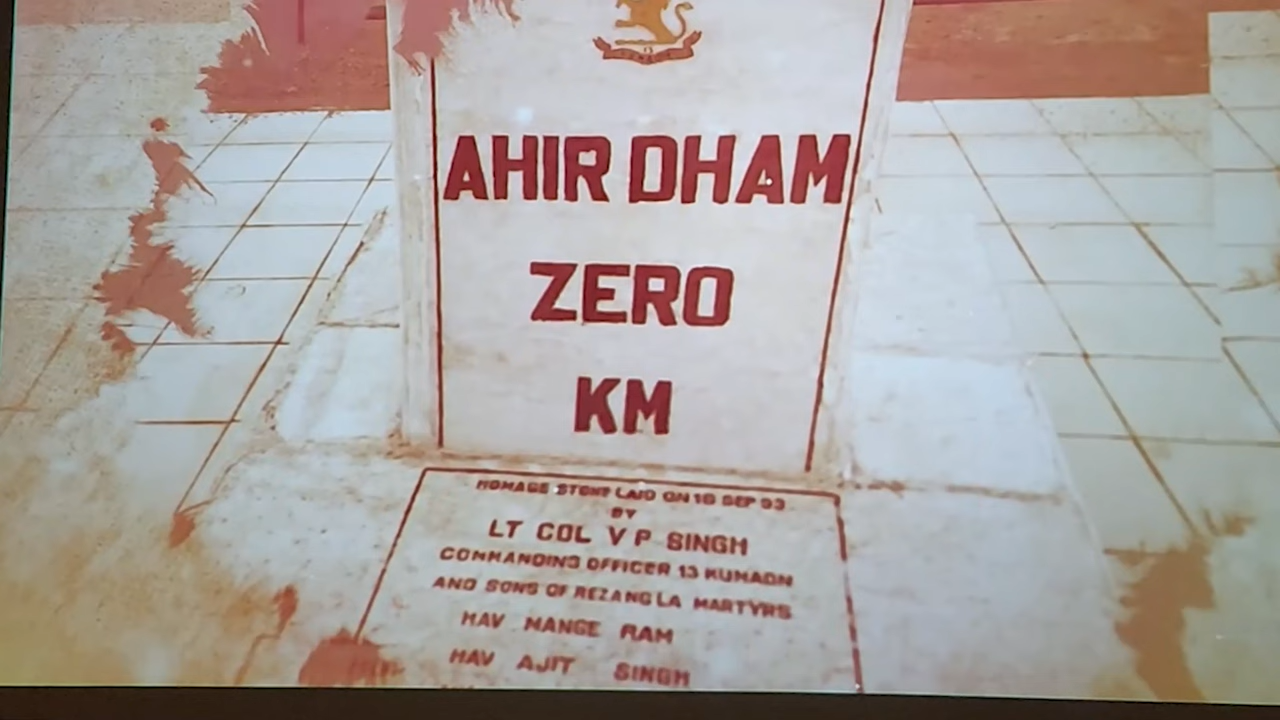 AHIR DHAM
ZERO
KM
HOMAGE STONE LAID ON 18 SEP 93
BY
LT COL V P SINGH
COMMANDING OFFICER 13 KUMAON
AND SONS OF REZANG LA MARTYRS
HAV MANGE RAM
HAV AJIT SINGH